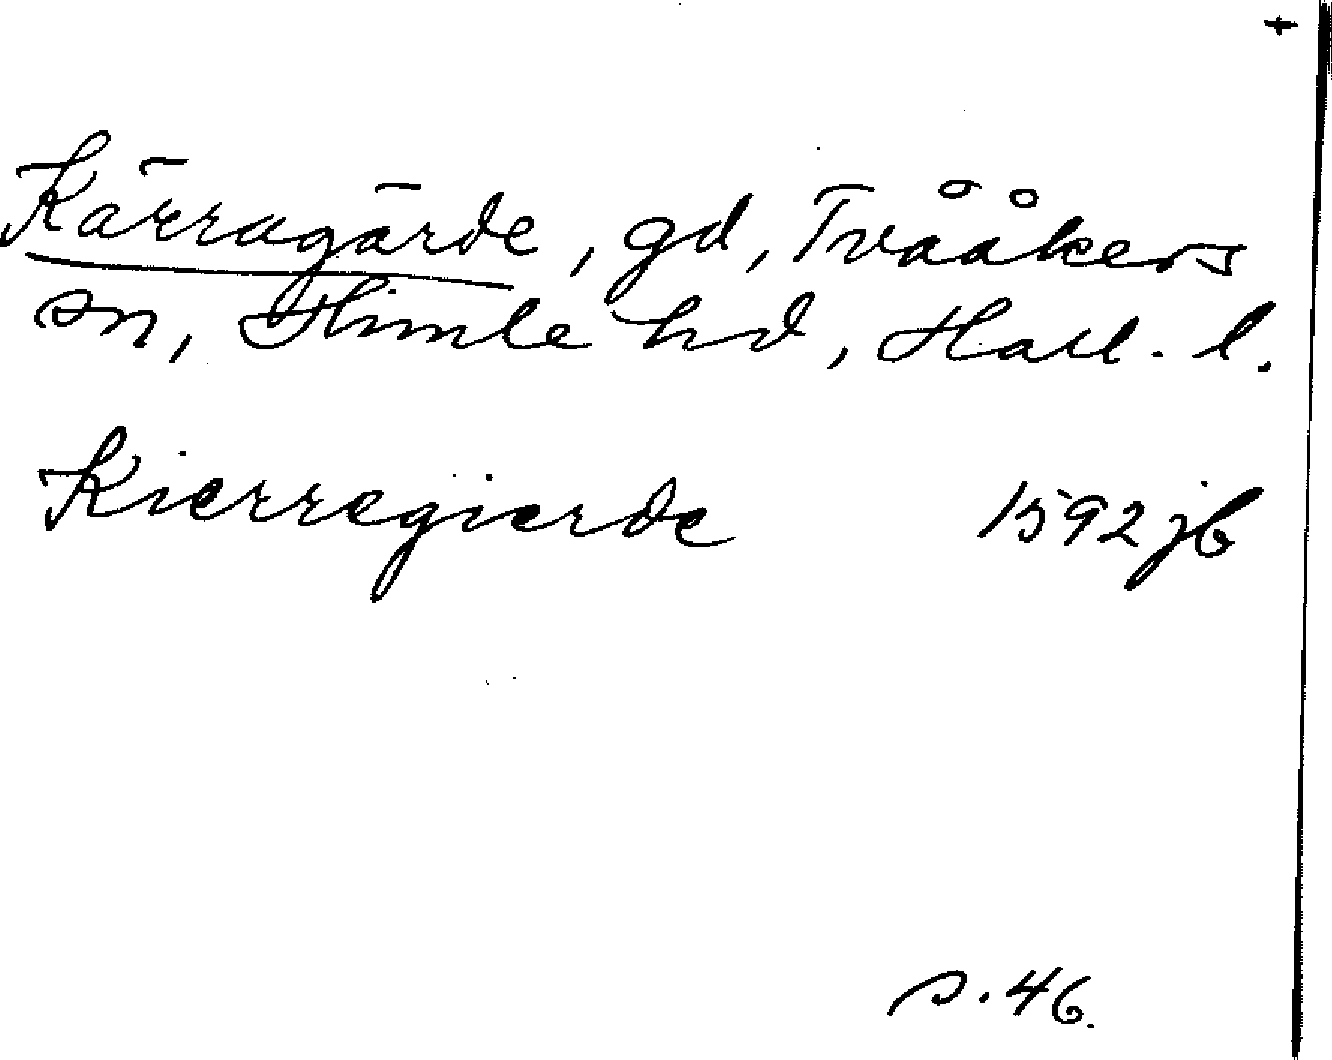 +
Kärragärde, gd, Tvååkers
sn, Himle hd, Hall. l.
Kierregierde 1592 jb
s. 46.